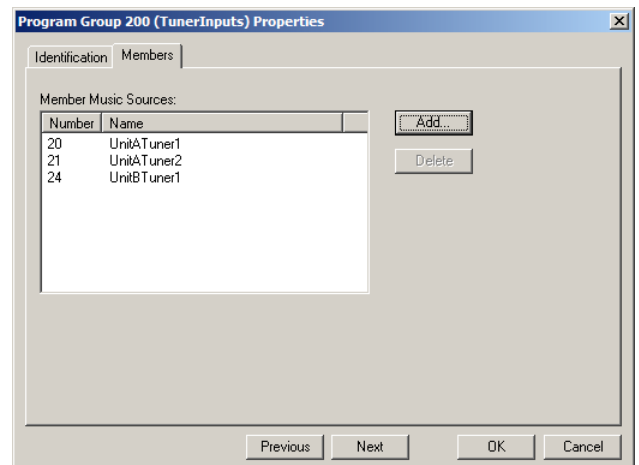 Program Group 200 (TunerInputs) Properties
Identification Members
Member Music Sources:
Number Name
Add...
20 UnitATuner1
21 UnitATuner2
Delete
24 UnitBTuner1
Previous Next OK Cancel